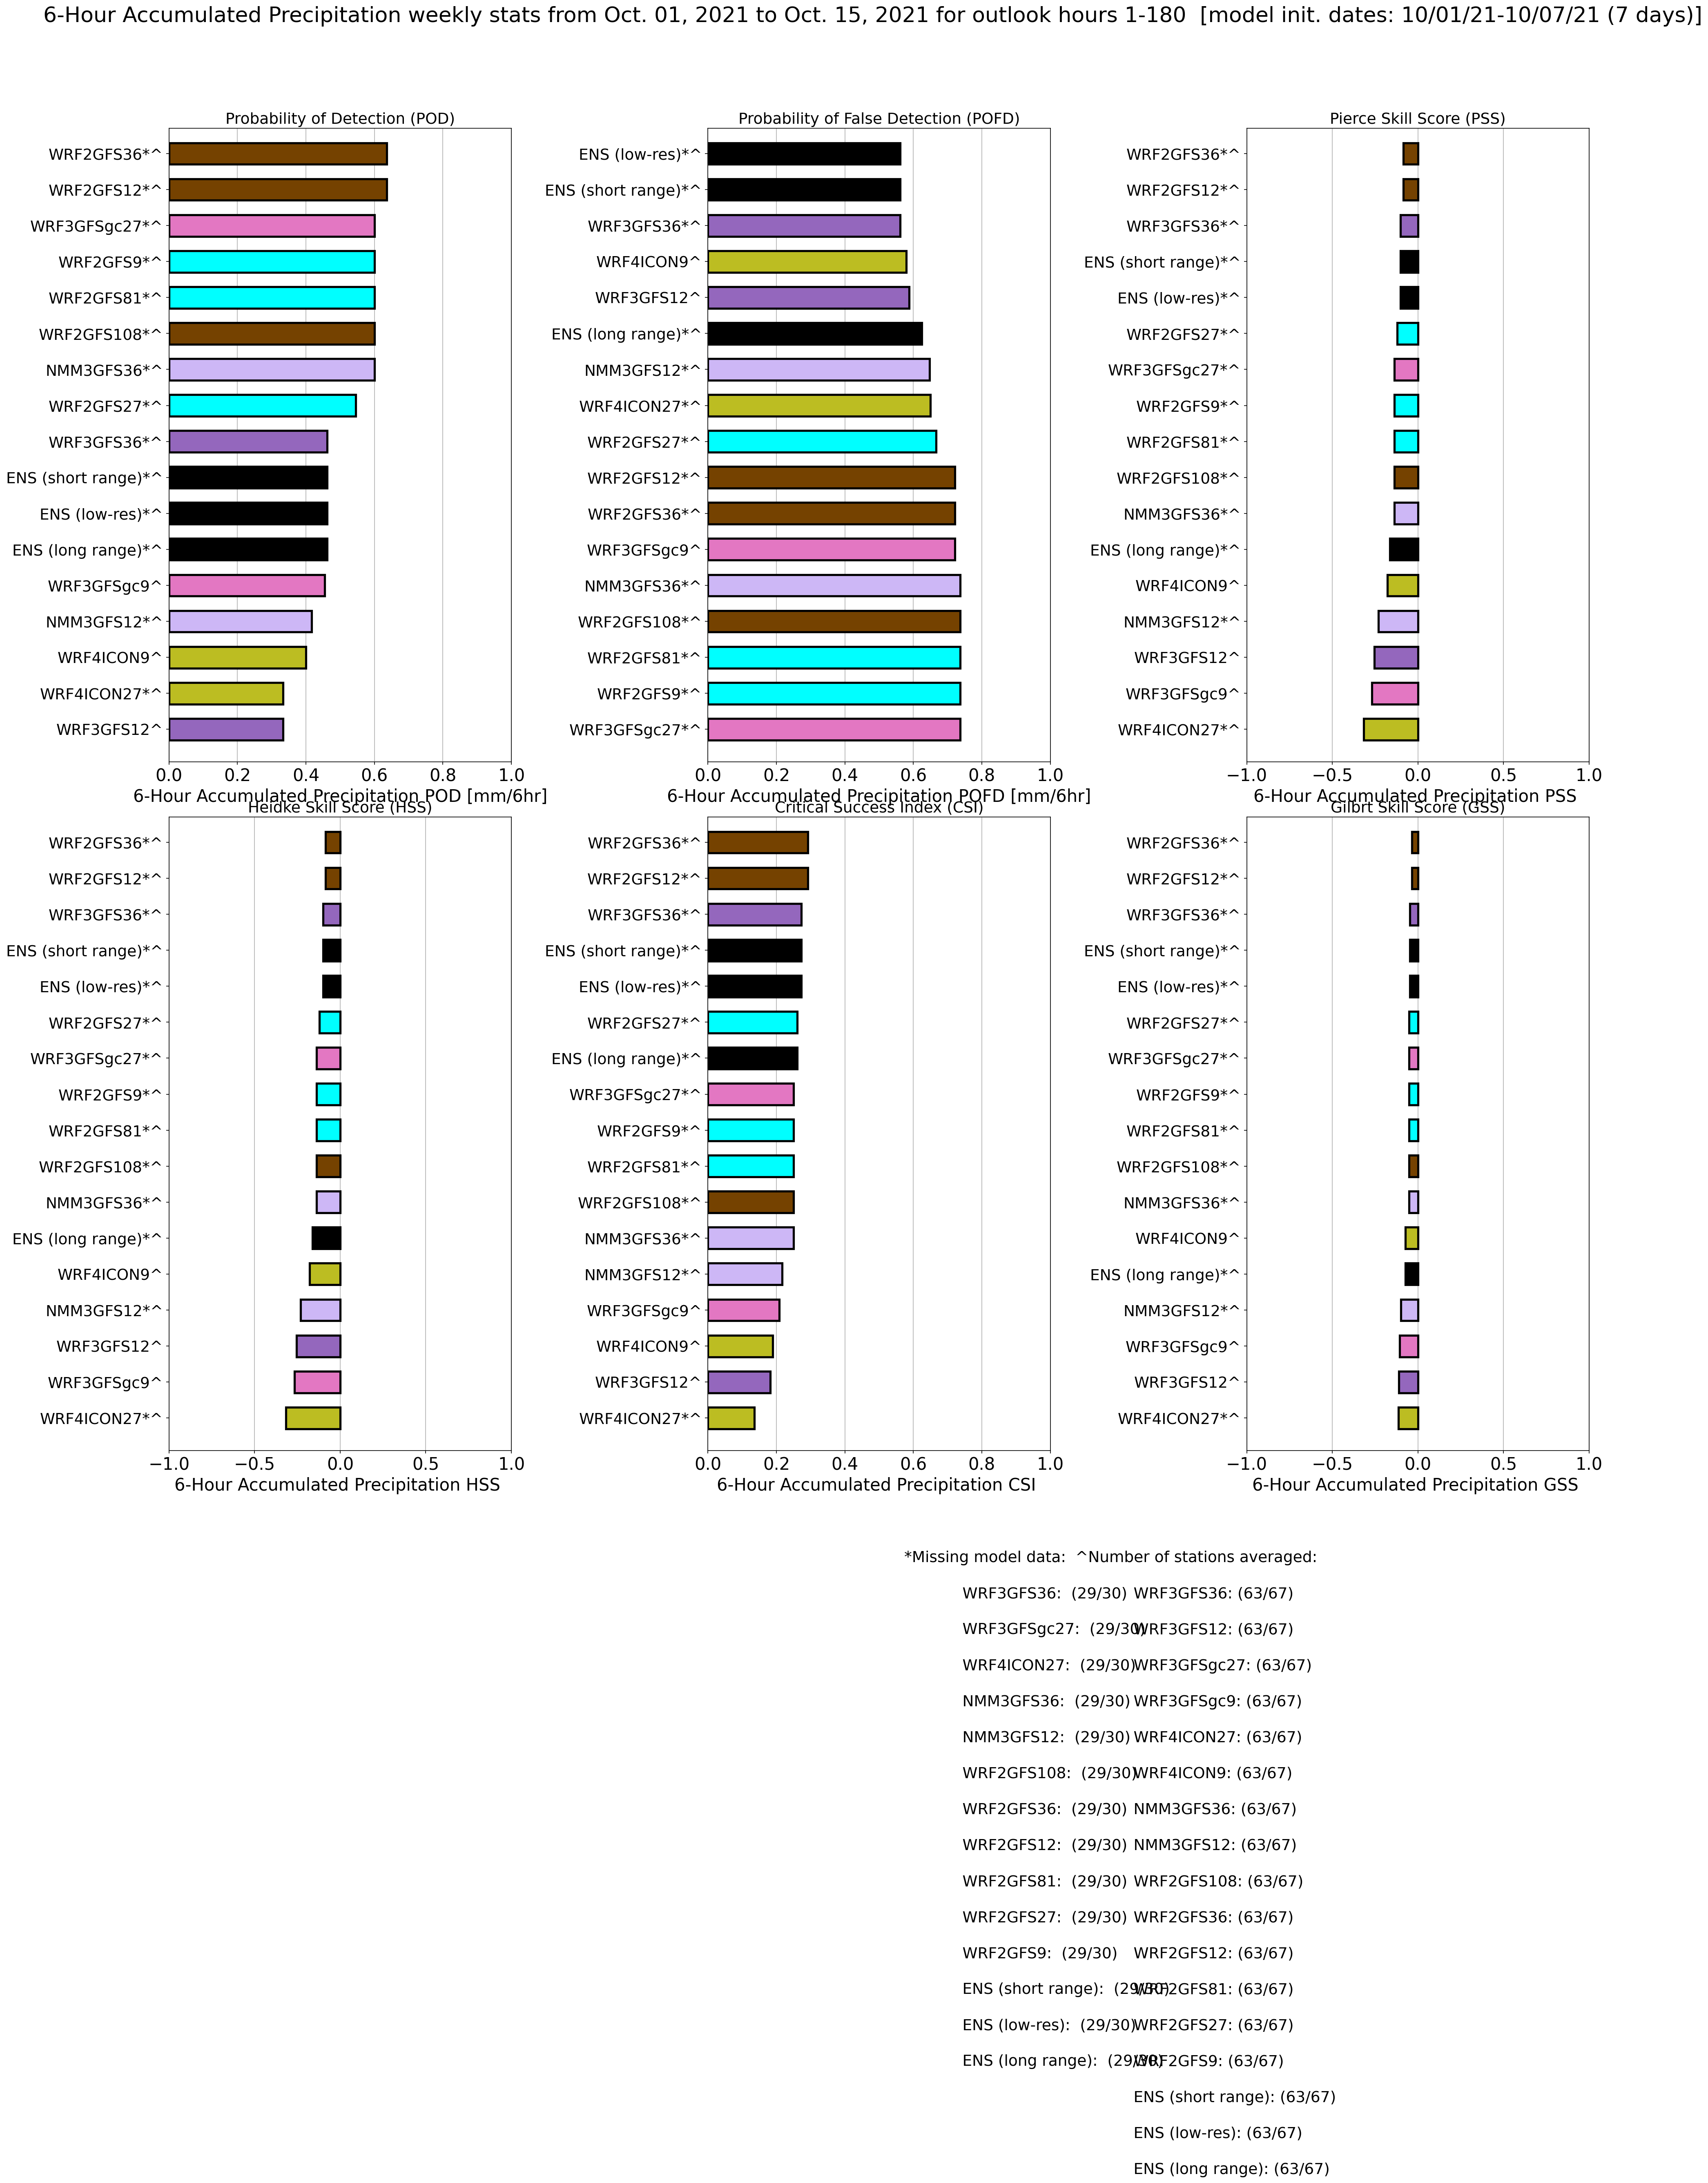 6-Hour Accumulated Precipitation weekly stats from Oct. 01, 2021 to Oct. 15, 2021 for outlook hours 1-180  [model init. dates: 10/01/21-10/07/21 (7 days)]
Probability of Detection (POD)
WRF2GFS36*^
WRF2GFS12*^
WRF3GFSgc27*^
WRF2GFS9*^
WRF2GFS81*^
WRF2GFS108*^
NMM3GFS36*^
WRF2GFS27*^
WRF3GFS36*^
ENS (short range)*^
ENS (low-res)*^
ENS (long range)*^
WRF3GFSgc9^
NMM3GFS12*^
WRF4ICON9^
WRF4ICON27*^
WRF3GFS12^
0.0 0.2 0.4 0.6 0.8 1.0
6-Hour Accumulated Precipitation POD [mm/6hr]
Probability of False Detection (POFD)
ENS (low-res)*^
ENS (short range)*^
WRF3GFS36*^
WRF4ICON9^
WRF3GFS12^
ENS (long range)*^
NMM3GFS12*^
WRF4ICON27*^
WRF2GFS27*^
WRF2GFS12*^
WRF2GFS36*^
WRF3GFSgc9^
NMM3GFS36*^
WRF2GFS108*^
WRF2GFS81*^
WRF2GFS9*^
WRF3GFSgc27*^
0.0 0.2 0.4 0.6 0.8 1.0
6-Hour Accumulated Precipitation POFD [mm/6hr]
Pierce Skill Score (PSS)
WRF2GFS36*^
WRF2GFS12*^
WRF3GFS36*^
ENS (short range)*^
ENS (low-res)*^
WRF2GFS27*^
WRF3GFSgc27*^
WRF2GFS9*^
WRF2GFS81*^
WRF2GFS108*^
NMM3GFS36*^
ENS (long range)*^
WRF4ICON9^
NMM3GFS12*^
WRF3GFS12^
WRF3GFSgc9^
WRF4ICON27*^
−1.0 −0.5 0.0 0.5 1.0
6-Hour Accumulated Precipitation PSS
Heidke Skill Score (HSS)
WRF2GFS36*^
WRF2GFS12*^
WRF3GFS36*^
ENS (short range)*^
ENS (low-res)*^
WRF2GFS27*^
WRF3GFSgc27*^
WRF2GFS9*^
WRF2GFS81*^
WRF2GFS108*^
NMM3GFS36*^
ENS (long range)*^
WRF4ICON9^
NMM3GFS12*^
WRF3GFS12^
WRF3GFSgc9^
WRF4ICON27*^
−1.0 −0.5 0.0 0.5 1.0
6-Hour Accumulated Precipitation HSS
Critical Success Index (CSI)
WRF2GFS36*^
WRF2GFS12*^
WRF3GFS36*^
ENS (short range)*^
ENS (low-res)*^
WRF2GFS27*^
ENS (long range)*^
WRF3GFSgc27*^
WRF2GFS9*^
WRF2GFS81*^
WRF2GFS108*^
NMM3GFS36*^
NMM3GFS12*^
WRF3GFSgc9^
WRF4ICON9^
WRF3GFS12^
WRF4ICON27*^
0.0 0.2 0.4 0.6 0.8 1.0
6-Hour Accumulated Precipitation CSI
Gilbrt Skill Score (GSS)
WRF2GFS36*^
WRF2GFS12*^
WRF3GFS36*^
ENS (short range)*^
ENS (low-res)*^
WRF2GFS27*^
WRF3GFSgc27*^
WRF2GFS9*^
WRF2GFS81*^
WRF2GFS108*^
NMM3GFS36*^
WRF4ICON9^
ENS (long range)*^
NMM3GFS12*^
WRF3GFSgc9^
WRF3GFS12^
WRF4ICON27*^
−1.0 −0.5 0.0 0.5 1.0
6-Hour Accumulated Precipitation GSS
*Missing model data:  ^Number of stations averaged:
WRF3GFS36:  (29/30) WRF3GFS36: (63/67)
WRF3GFSgc27:  (29/30) WRF3GFS12: (63/67)
WRF4ICON27:  (29/30) WRF3GFSgc27: (63/67)
NMM3GFS36:  (29/30) WRF3GFSgc9: (63/67)
NMM3GFS12:  (29/30) WRF4ICON27: (63/67)
WRF2GFS108:  (29/30) WRF4ICON9: (63/67)
WRF2GFS36:  (29/30) NMM3GFS36: (63/67)
WRF2GFS12:  (29/30) NMM3GFS12: (63/67)
WRF2GFS81:  (29/30) WRF2GFS108: (63/67)
WRF2GFS27:  (29/30) WRF2GFS36: (63/67)
WRF2GFS9:  (29/30) WRF2GFS12: (63/67)
ENS (short range):  (29/30) WRF2GFS81: (63/67)
ENS (low-res):  (29/30) WRF2GFS27: (63/67)
ENS (long range):  (29/30) WRF2GFS9: (63/67)
ENS (short range): (63/67)
ENS (low-res): (63/67)
ENS (long range): (63/67)